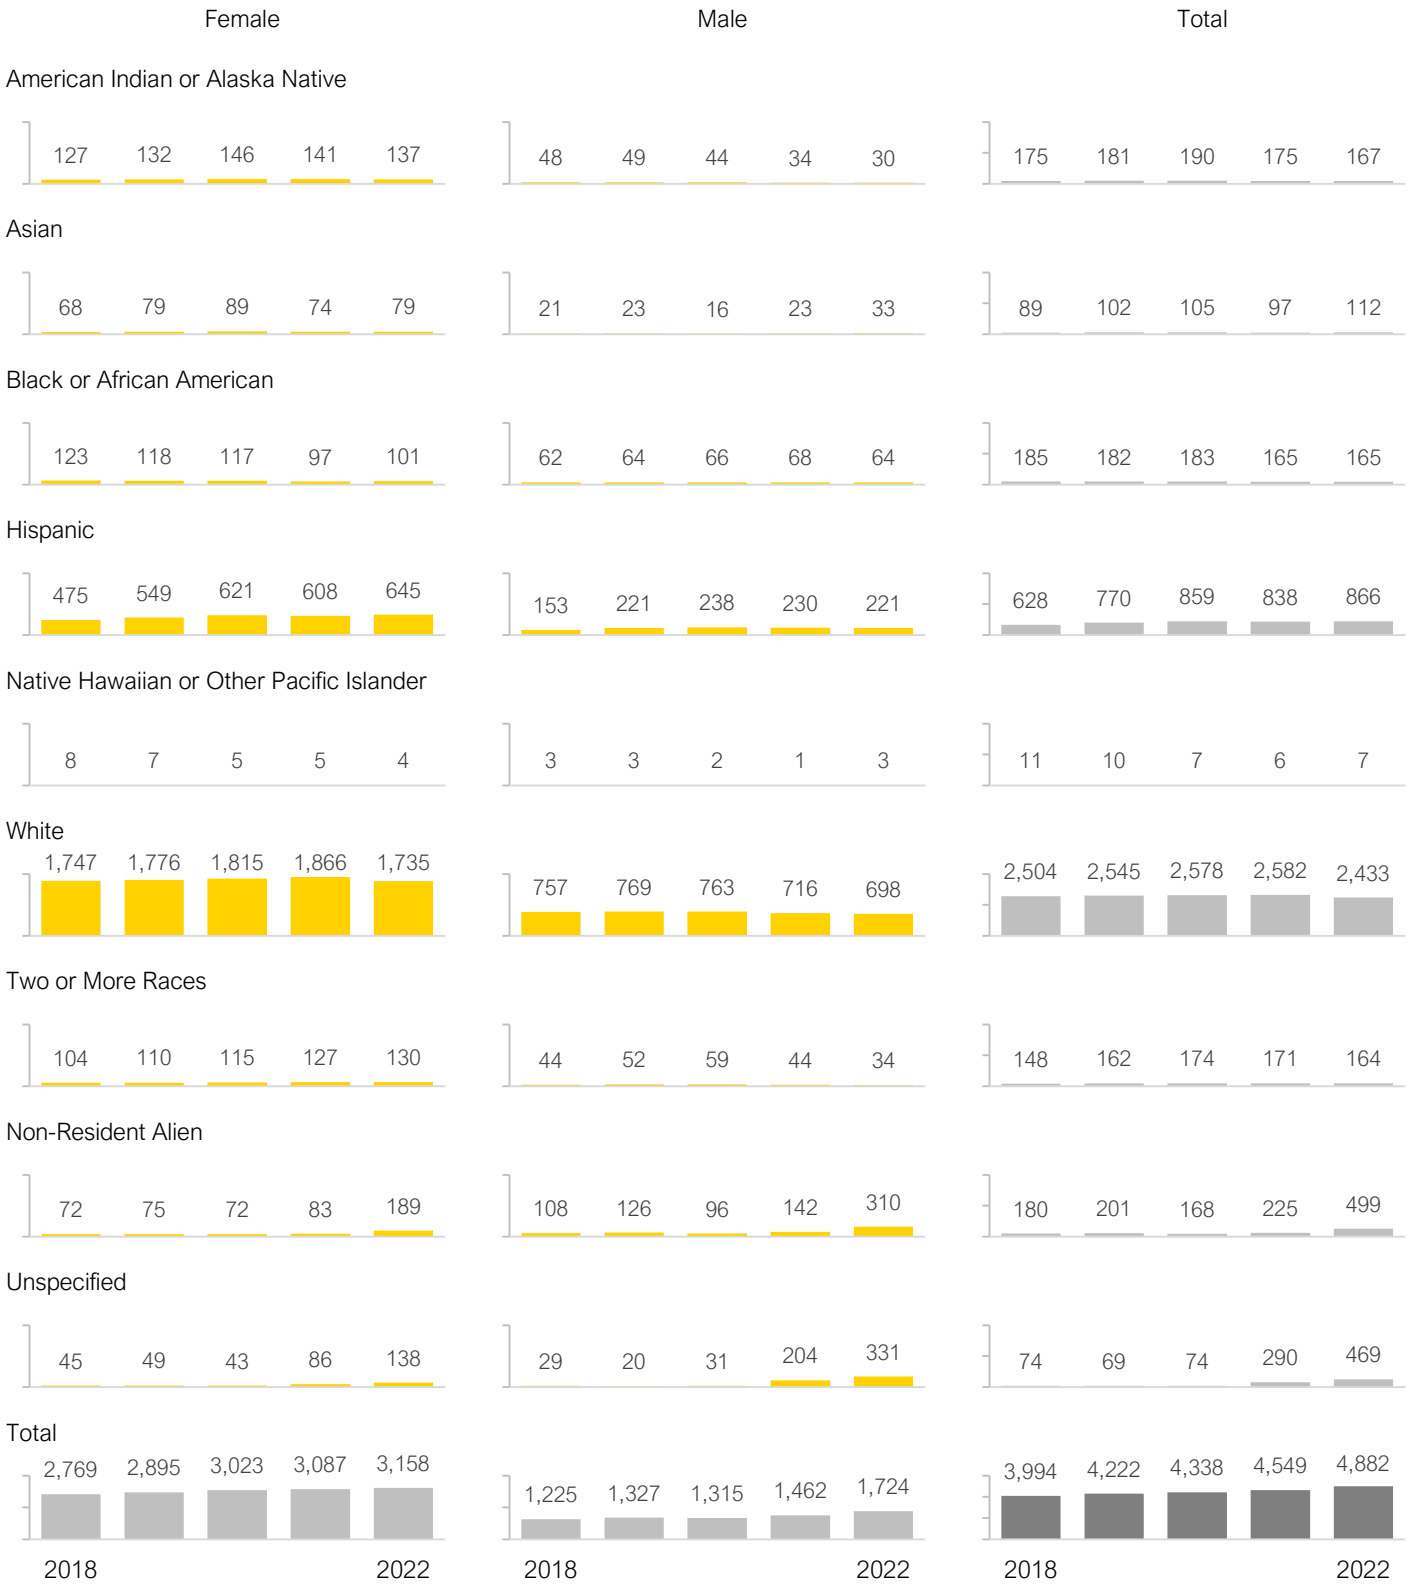 Female Male Total
American Indian or Alaska Native
127 132 146 141 137 48 49 44 34 30 175 181 190 175 167
Asian
68 79 89 74 79 21 23 16 23 33 89 102 105 97 112
Black or African American
123 118 117 97 101 62 64 66 68 64 185 182 183 165 165
Hispanic
475 549 621 608 645 153 221 238 230 221 628 770 859 838 866
Native Hawaiian or Other Pacific Islander
8 7 5 5 4 3 3 2 1 3 11 10 7 6 7
White
1,747 1,776 1,815 1,866 1,735 757 769 763 716 698 2,504 2,545 2,578 2,582 2,433
Two or More Races
104 110 115 127 130 44 52 59 44 34 148 162 174 171 164
Non-Resident Alien
72 75 72 83 189 108 126 96 142 310 180 201 168 225 499
Unspecified
45 49 43 86 138 29 20 31 204 331 74 69 74 290 469
Total
2,769 2,895 3,023 3,087 3,158 1,225 1,327 1,315 1,462 1,724 3,994 4,222 4,338 4,549 4,882
2018 2022 2018 2022 2018 2022